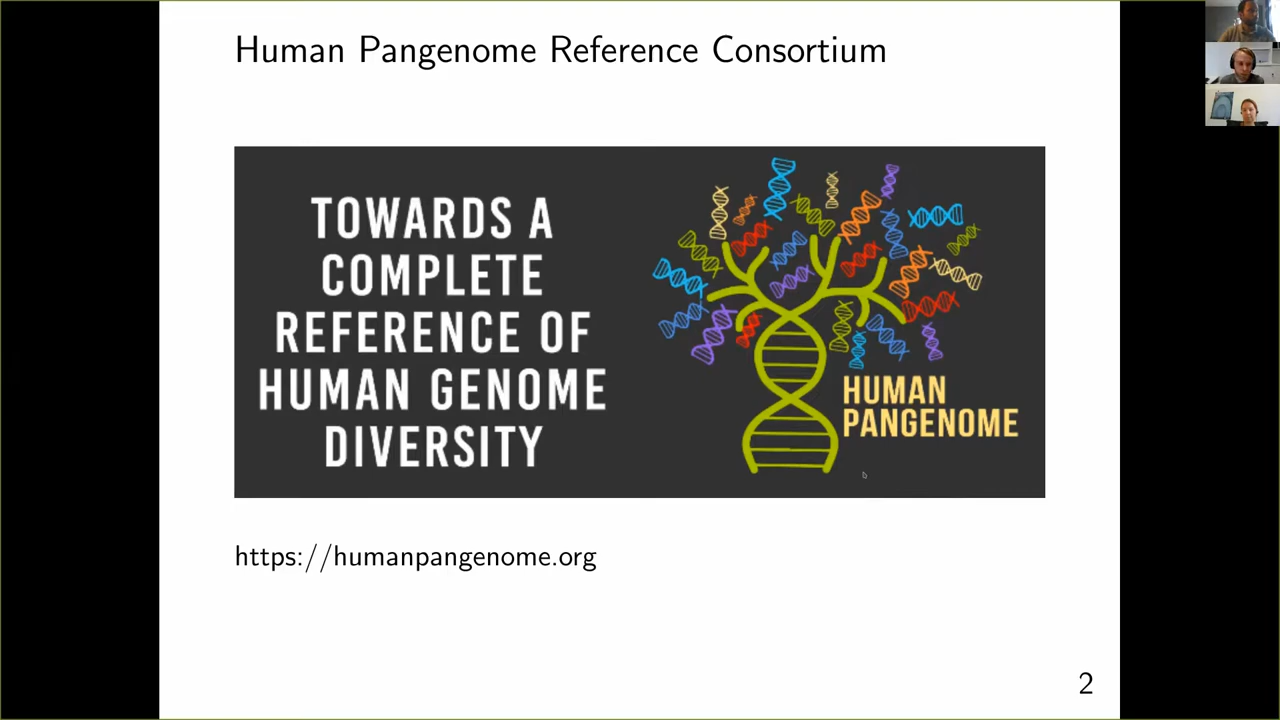 Human Pangenome Reference Consortium
TOWARDS A
COMPLETE
REFERENCE OF
HUMAN GENOME
DIVERSITY
HUMAN
PANGENOME
https://humanpangenome.org
2